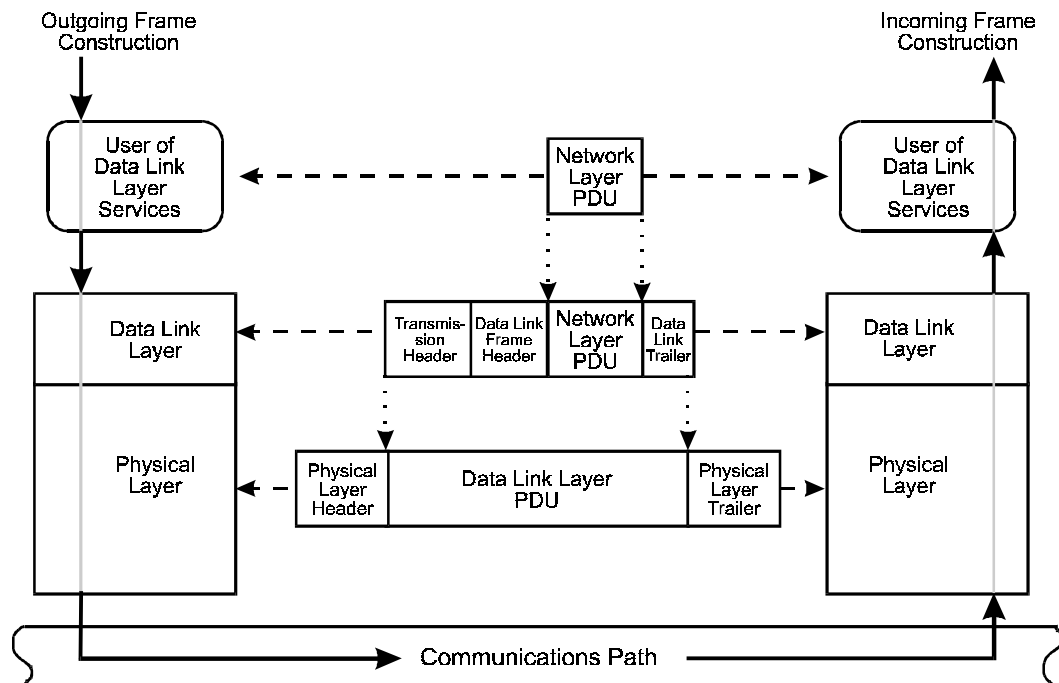 Outgoing Frame
Construction
Incoming Frame
Construction
User of
Data Link
Layer
Services
Network
Layer
PDU
User of
Data Link
Layer
Services
Data Link
Layer
Transmis-
sion
Header
Data Link
Frame
Header
Network
Layer
PDU
Data
Link
Trailer
Data Link
Layer
Physical
Layer
Physical
Layer
Header
Data Link Layer
PDU
Physical
Layer
Trailer
Physical
Layer
Communications Path